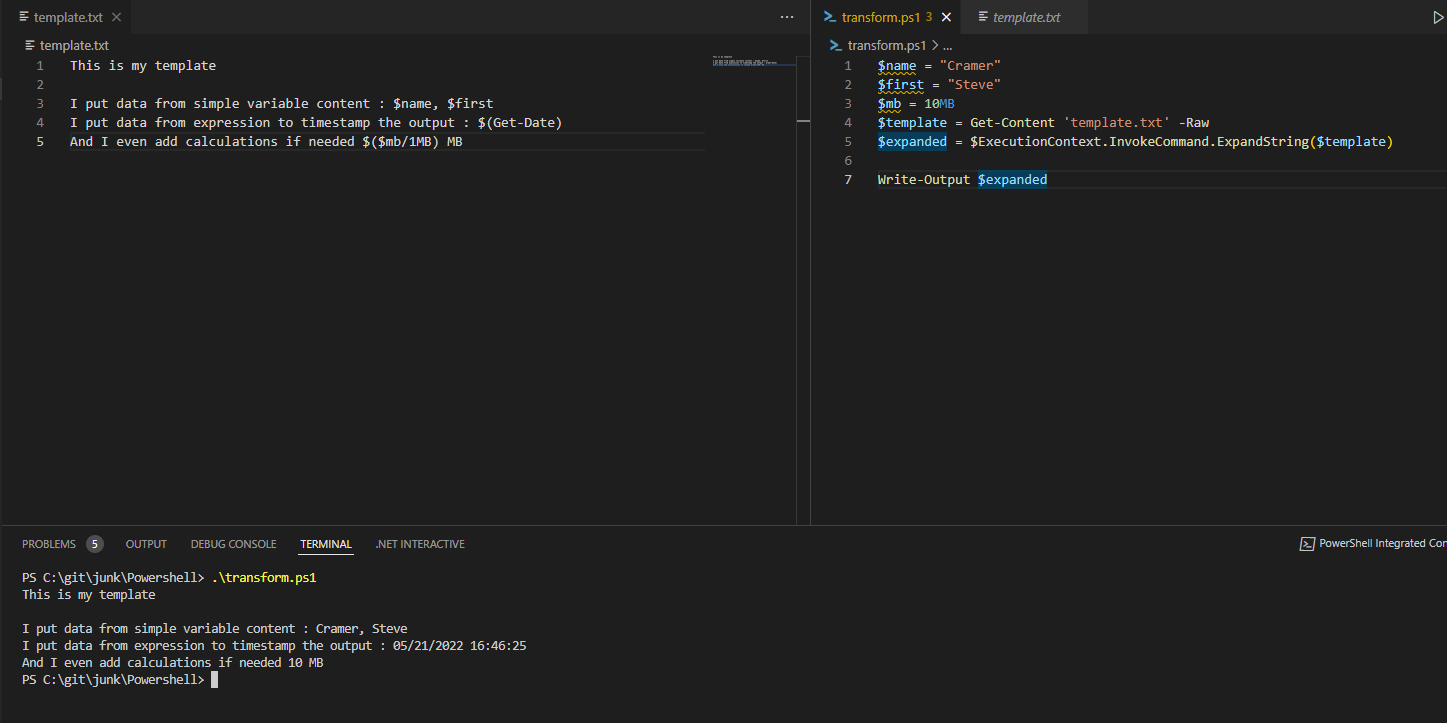 template.txt
...
template.txt
1 This is my template
2
3 I put data from simple variable content : $name, $first
4 I put data from expression to timestamp the output : $(Get-Date)
5 And I even add calculations if needed $($mb/1MB) MB
transform.ps1 3
template.txt
transform.ps1 > ...
1 $name = "Cramer"
2 $first = "Steve"
3 $mb = 10MB
4 $template = Get-Content 'template.txt' -Raw
5 $expanded = $ExecutionContext.InvokeCommand.ExpandString($template)
6
7 Write-Output $expanded
PROBLEMS 5 OUTPUT DEBUG CONSOLE TERMINAL .NET INTERACTIVE
PowerShell Integrated Con
PS C:\git\junk\Powershell> .\transform.ps1
This is my template

I put data from simple variable content : Cramer, Steve
I put data from expression to timestamp the output : 05/21/2022 16:46:25
And I even add calculations if needed 10 MB
PS C:\git\junk\Powershell>